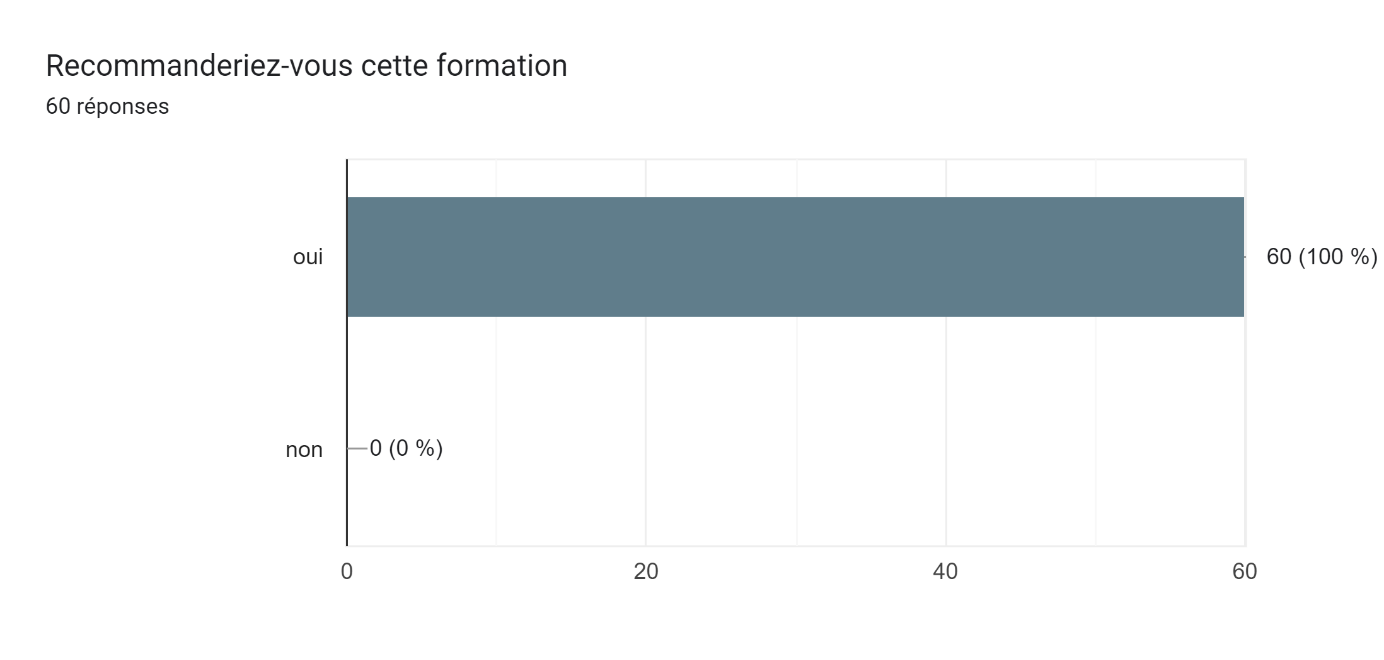 Recommanderiez-vous cette formation
60 réponses
oui
60 (100 %)
non
0 (0 %)
0
20
40
60